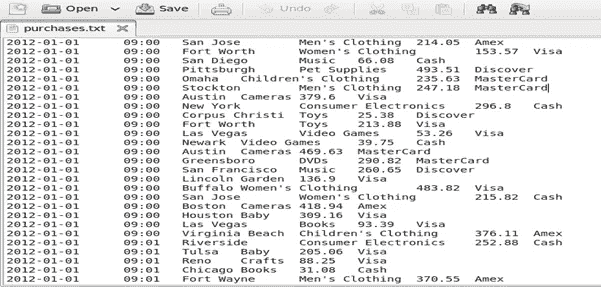 Open Save Undo
purchases.txt
2012-01-01 09:00 San Jose Men's Clothing 214.05 Amex
2012-01-01 09:00 Fort Worth Women's Clothing 153.57 Visa
2012-01-01 09:00 San Diego Music 66.08 Cash
2012-01-01 09:00 Pittsburgh Pet Supplies 493.51 Discover
2012-01-01 09:00 Omaha Children's Clothing 235.63 MasterCard
2012-01-01 09:00 Stockton Men's Clothing 247.18 MasterCard
2012-01-01 09:00 Austin Cameras 379.6 Visa
2012-01-01 09:00 New York Consumer Electronics 296.8 Cash
2012-01-01 09:00 Corpus Christi Toys 25.38 Discover
2012-01-01 09:00 Fort Worth Toys 213.88 Visa
2012-01-01 09:00 Las Vegas Video Games 53.26 Visa
2012-01-01 09:00 Newark Video Games 39.75 Cash
2012-01-01 09:00 Austin Cameras 469.63 MasterCard
2012-01-01 09:00 Greensboro DVDs 290.82 MasterCard
2012-01-01 09:00 San Francisco Music 260.65 Discover
2012-01-01 09:00 Lincoln Garden 136.9 Visa
2012-01-01 09:00 Buffalo Women's Clothing 483.82 Visa
2012-01-01 09:00 San Jose Women's Clothing 215.82 Cash
2012-01-01 09:00 Boston Cameras 418.94 Amex
2012-01-01 09:00 Houston Baby 309.16 Visa
2012-01-01 09:00 Las Vegas Books 93.39 Visa
2012-01-01 09:00 Virginia Beach Children's Clothing 376.11 Amex
2012-01-01 09:01 Riverside Consumer Electronics 252.88 Cash
2012-01-01 09:01 Tulsa Baby 205.06 Visa
2012-01-01 09:01 Reno Crafts 88.25 Visa
2012-01-01 09:01 Chicago Books 31.08 Cash
2012-01-01 09:01 Fort Wayne Men's Clothing 370.55 Amex